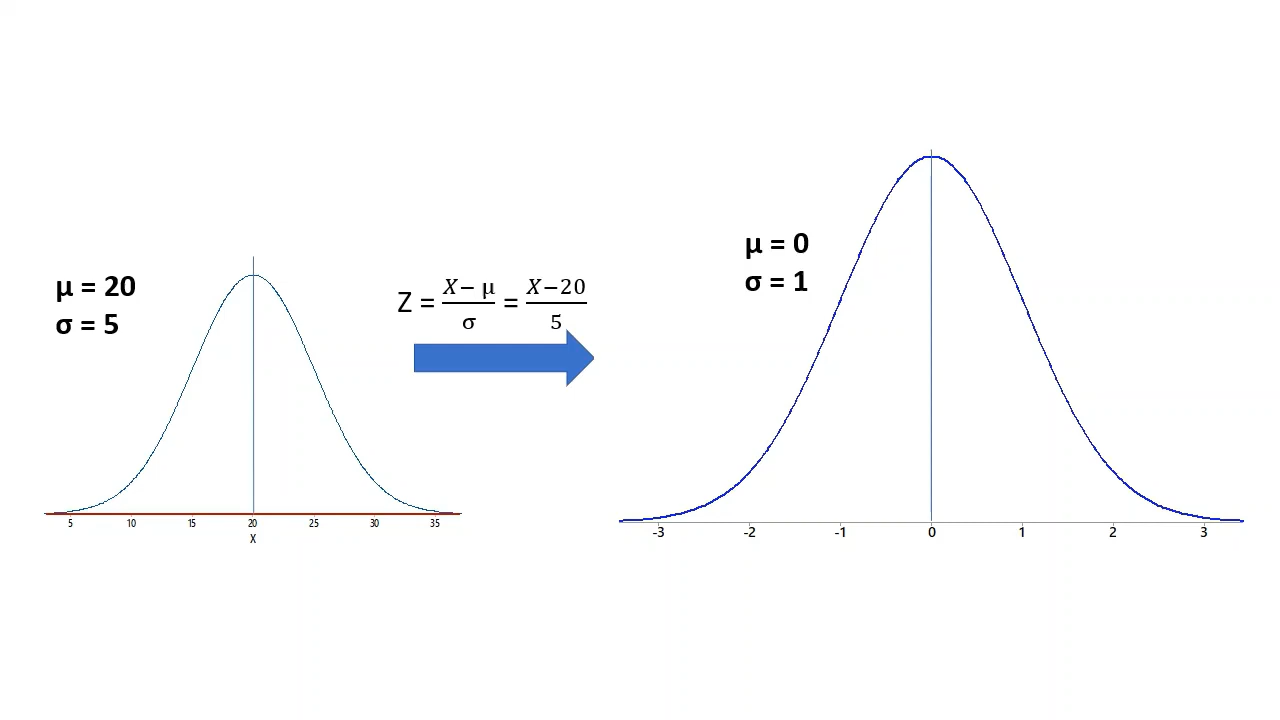 μ = 20
σ = 5
5 10 15 20 25 30 35
X
Z = X− μ / σ = X−20 / 5
μ = 0
σ = 1
-3 -2 -1 0 1 2 3